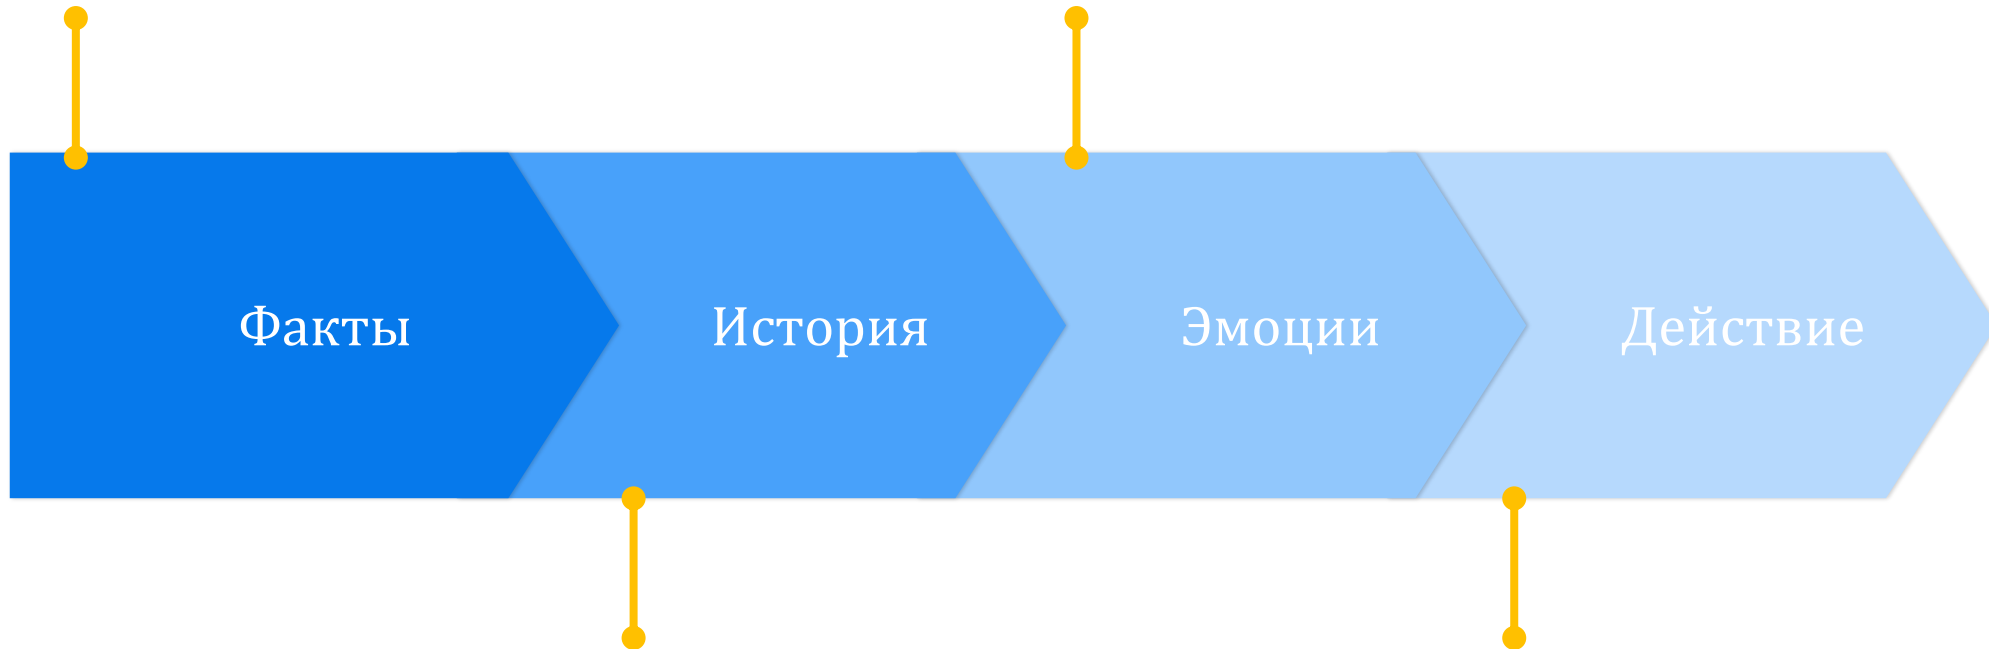 Факты
История
Эмоции
Действие